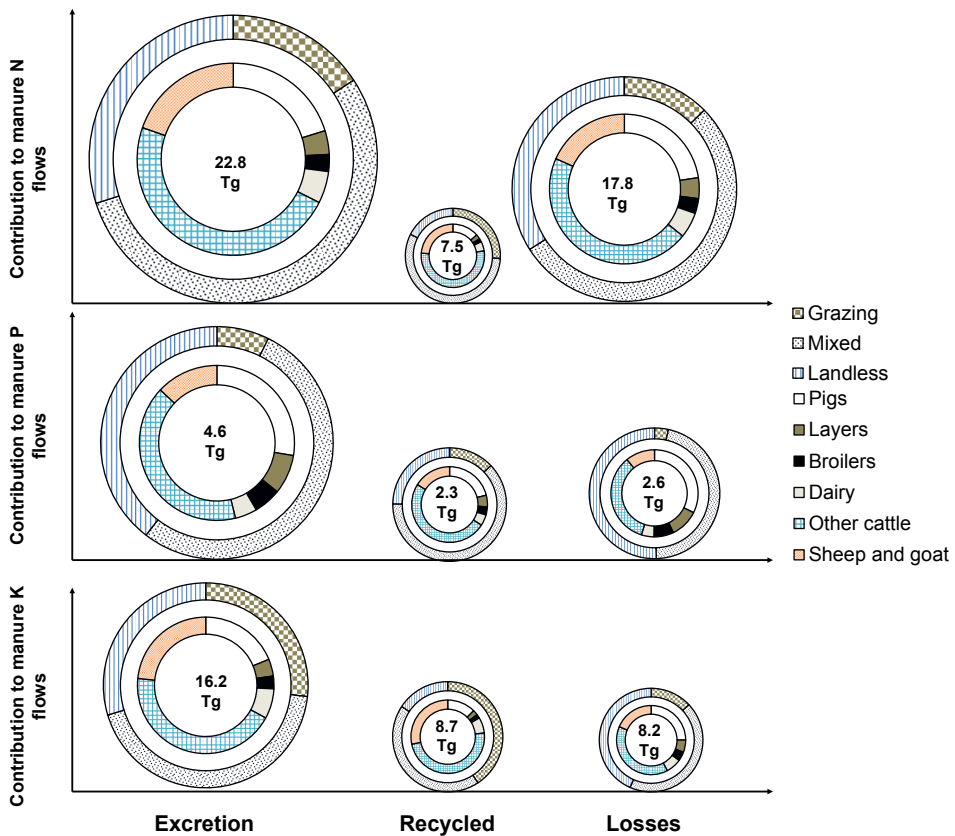 Contribution to manure N
flows
22.8
Tg
7.5
Tg
17.8
Tg
Contribution to manure P
flows
4.6
Tg
2.3
Tg
2.6
Tg
Contribution to manure K
flows
16.2
Tg
8.7
Tg
8.2
Tg
Excretion
Recycled
Losses
Grazing
Mixed
Landless
Pigs
Layers
Broilers
Dairy
Other cattle
Sheep and goat